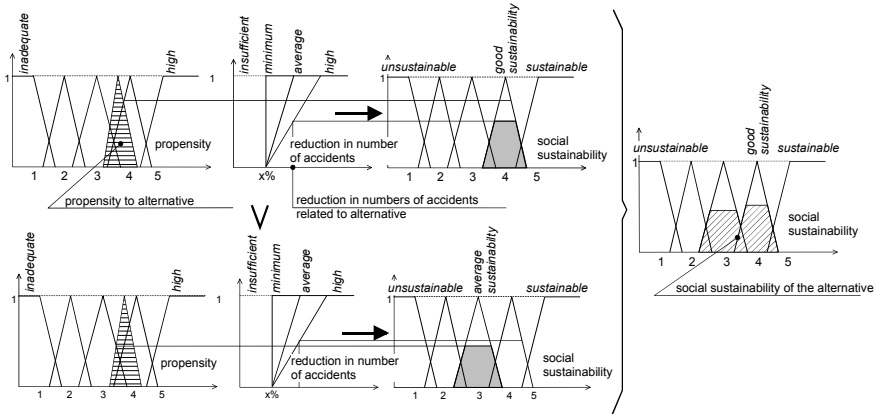 inadequate
high
1
propensity
1 2 3 4 5
propensity to alternative
insufficient
minimum
average
high
1
reduction in number
of accidents
x%
reduction in numbers of accidents
related to alternative
unsustainable
good
sustainability
sustainable
1
social
sustainability
1 2 3 4 5
V
inadequate
high
1
propensity
1 2 3 4 5
insufficient
minimum
average
high
1
reduction in number
of accidents
x%
unsustainable
average
sustainability
sustainable
1
social
sustainability
1 2 3 4 5
unsustainable
good
sustainability
sustainable
1
social
sustainability
1 2 3 4 5
social sustainability of the alternative